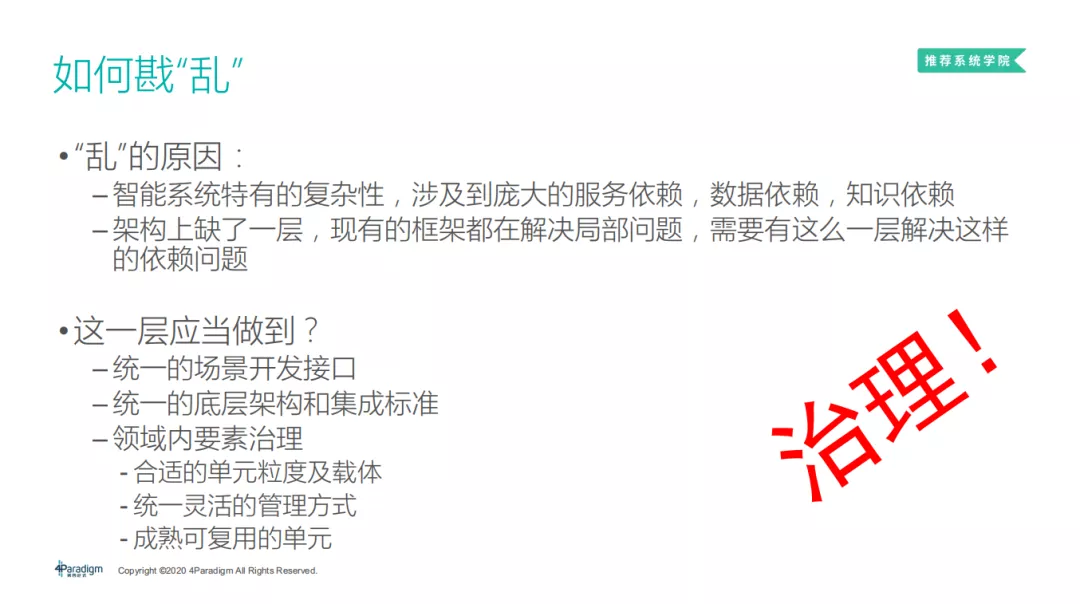 如何戡“乱”
推荐系统学院
•“乱”的原因：
–智能系统特有的复杂性，涉及到庞大的服务依赖，数据依赖，知识依赖
–架构上缺了一层，现有的框架都在解决局部问题，需要有这么一层解决这样
的依赖问题
•这一层应当做到？
–统一的场景开发接口
–统一的底层架构和集成标准
–领域内要素治理
- 合适的单元粒度及载体
- 统一灵活的管理方式
- 成熟可复用的单元
治理！
4Paradigm
第四范式
Copyright ©2020 4Paradigm All Rights Reserved.